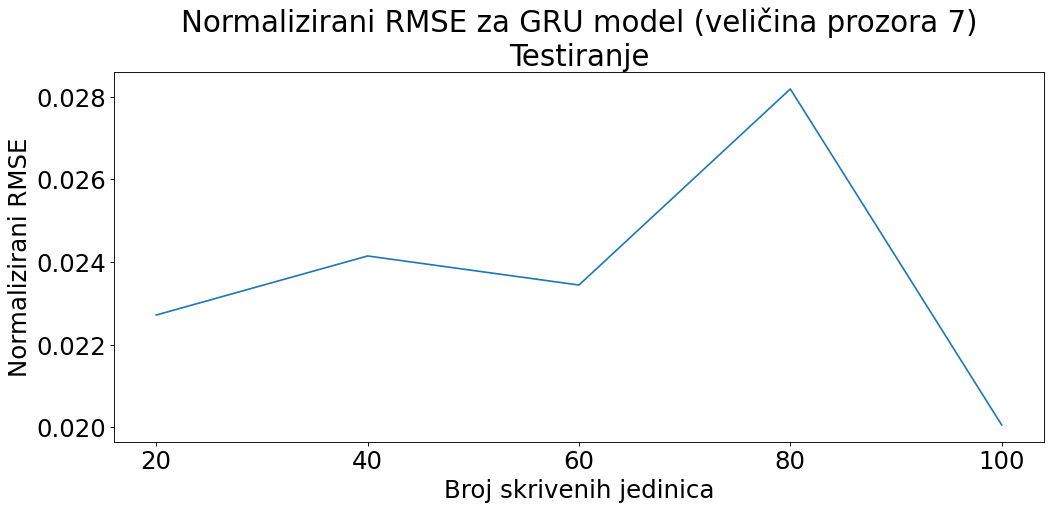 Normalizirani RMSE za GRU model (veličina prozora 7)
Testiranje
Normalizirani RMSE
0.028
0.026
0.024
0.022
0.020
20 40 60 80 100
Broj skrivenih jedinica